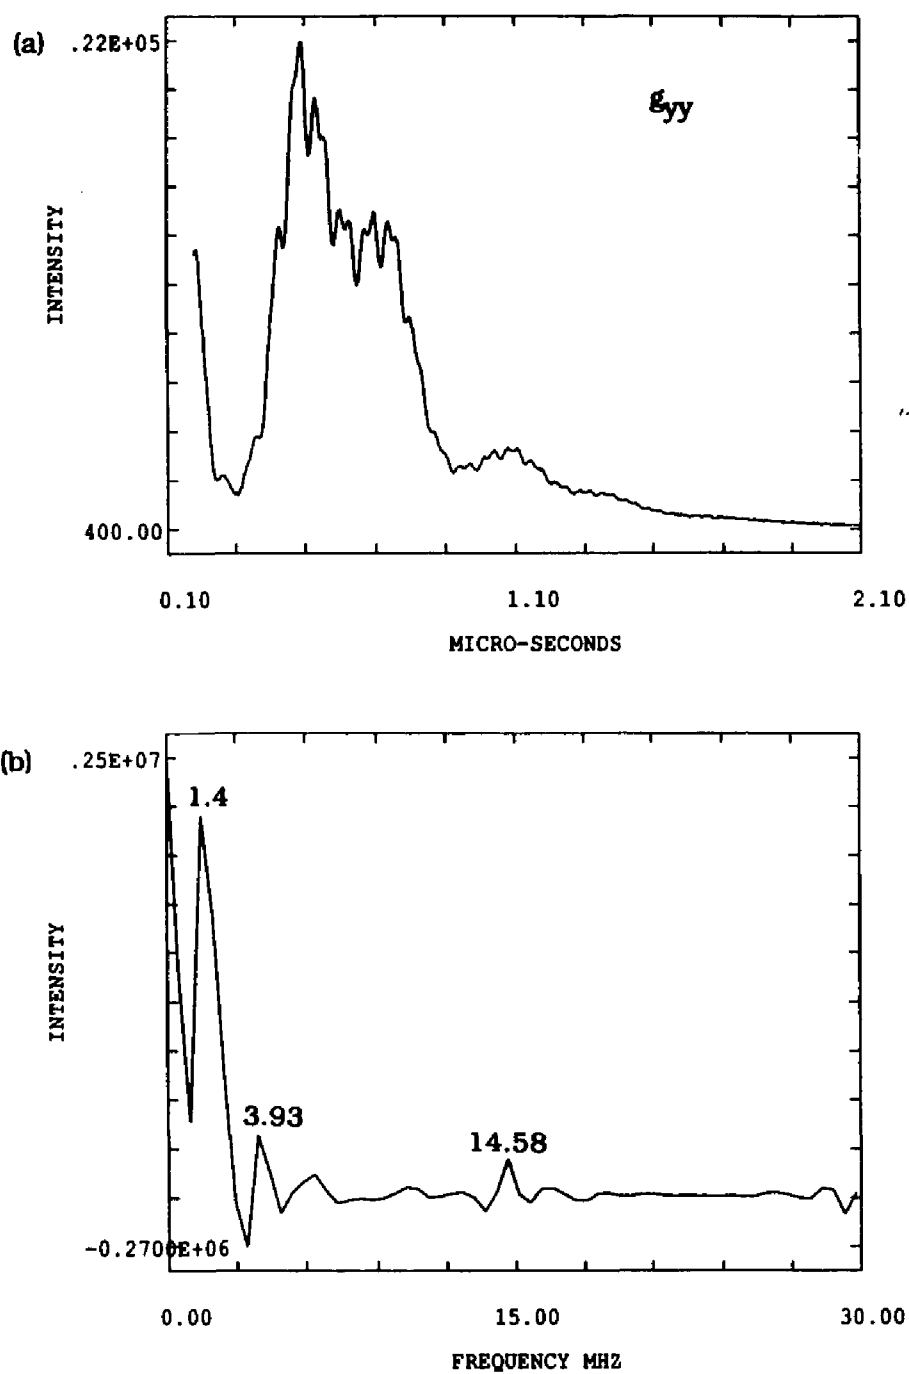 (a) .22E+05
gyy
INTENSITY
400.00
0.10 1.10 2.10
MICRO-SECONDS
(b) .25E+07
1.4
INTENSITY
3.93
14.58
-0.2700E+06
0.00 15.00 30.00
FREQUENCY MHZ